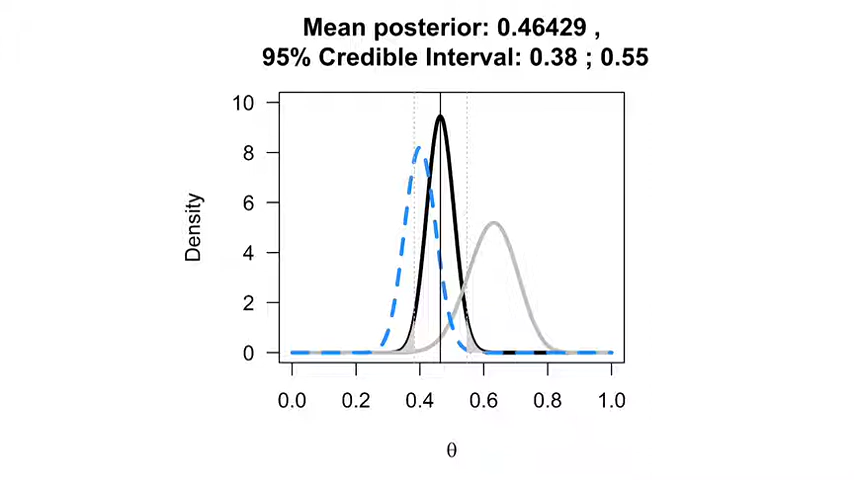 Mean posterior: 0.46429 ,
95% Credible Interval: 0.38 ; 0.55
10
8
6
4
2
0
Density
0.0 0.2 0.4 0.6 0.8 1.0
θ